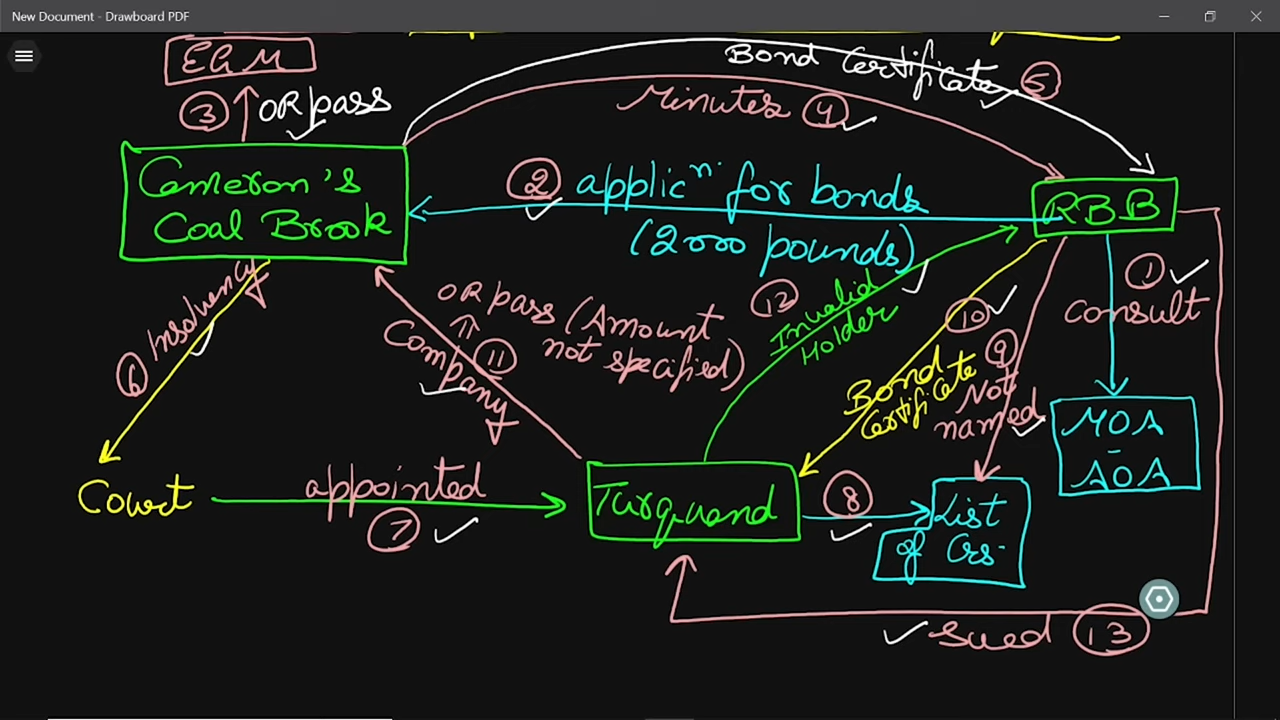 New Document - Drawboard PDF
EGM
Bond Certificates 5
3 OR pass
Minutes 4
Cameron's
Coal Brook
2 applicⁿ for bonds
(2000 pounds)
RBB
1
consult
6 Insolvency
OR pass (Amount
not specified)
Company 11
12 Invalid
Holder
10
Bond
Certificate
9
Not
named
MOA
-
AOA
Court
appointed
7
Turquand
8
List
of Crs.
sued 13